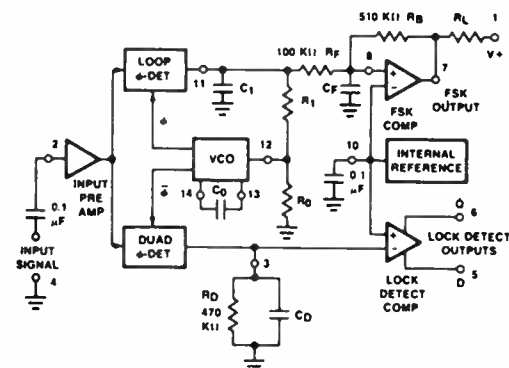 510 KΩ RB
RL
1
V+
100 KΩ RF
8
7
LOOP
φ-DET
11
C1
CF
+
−
FSK
COMP
FSK
OUTPUT
R1
φ
2
INPUT
PRE
AMP
VCO
12
10
INTERNAL
REFERENCE
φ
14
C0
13
R0
0.1
μF
0.1
μF
INPUT
SIGNAL
4
DUAD
φ-DET
3
+
−
Q
6
LOCK DETECT
OUTPUTS
5
D
LOCK
DETECT
COMP
RD
470
KΩ
CD